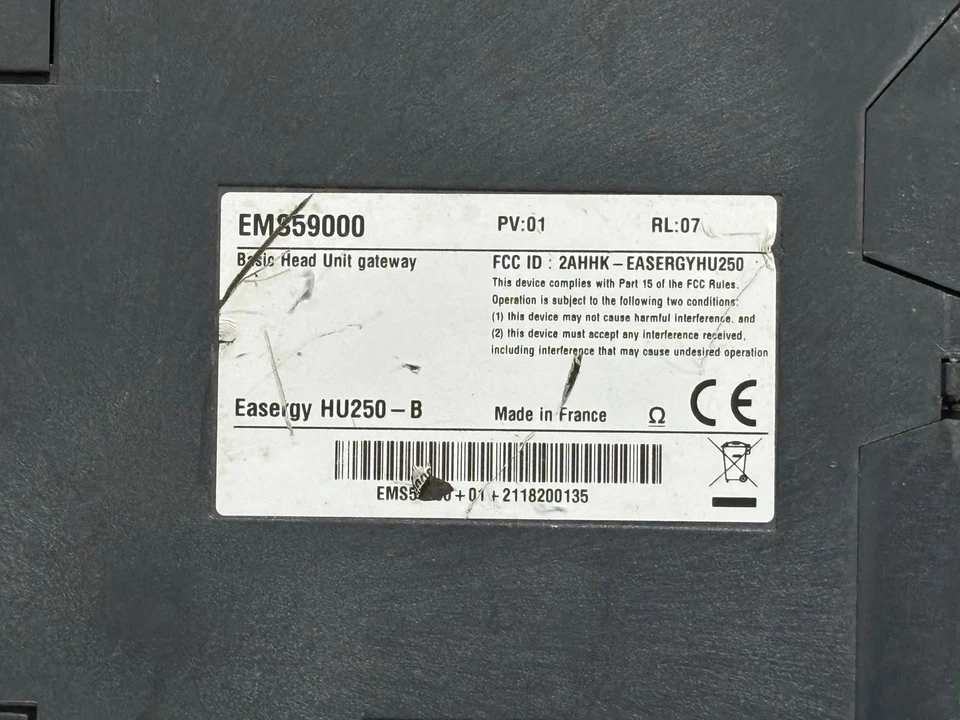 EMS59000 PV:01 RL:07
Basic Head Unit gateway
FCC ID : 2AHHK-EASERGYHU250
This device complies with Part 15 of the FCC Rules.
Operation is subject to the following two conditions:
(1) this device may not cause harmful interference, and
(2) this device must accept any interference received,
including interference that may cause undesired operation
Easergy HU250-B Made in France Ω CE
+01+2118200135